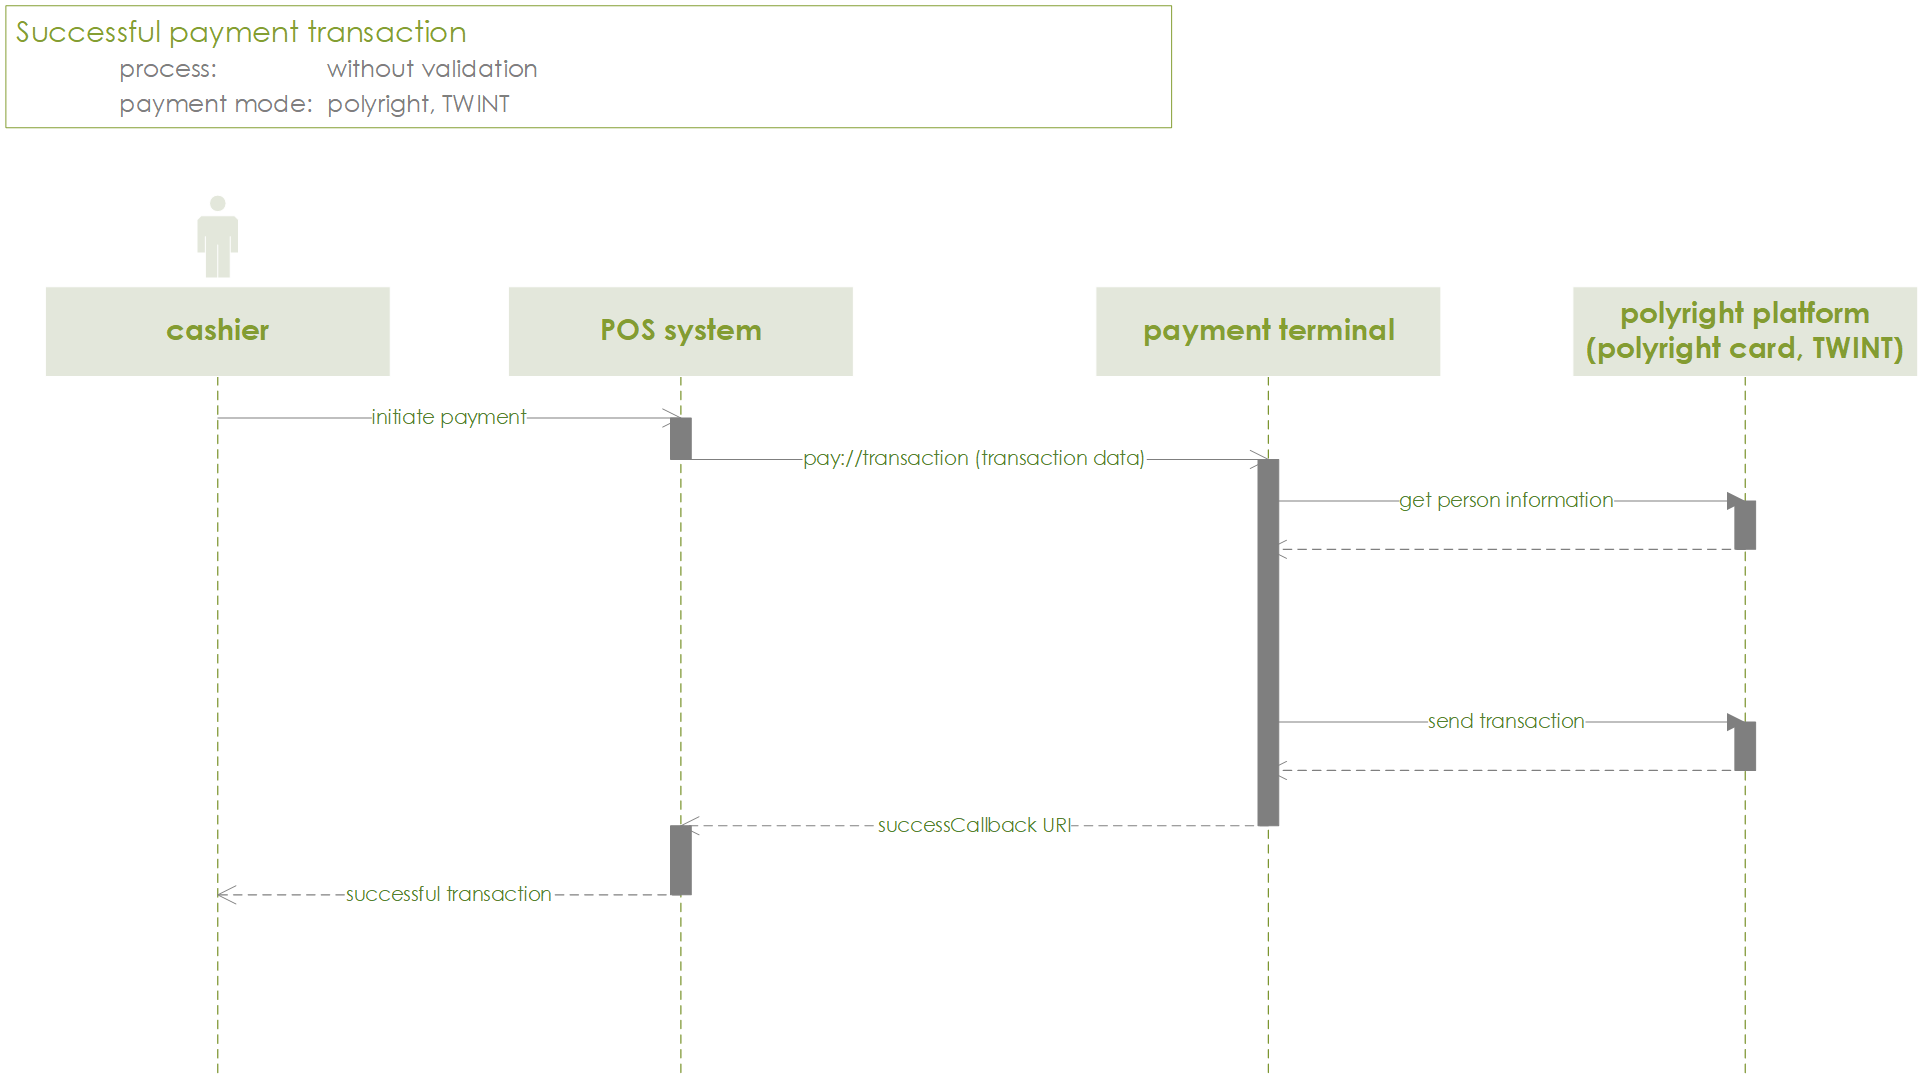 Successful payment transaction
process: without validation
payment mode: polyright, TWINT
cashier
POS system
payment terminal
polyright platform
(polyright card, TWINT)
initiate payment
pay://transaction (transaction data)
get person information
send transaction
successCallback URI
successful transaction